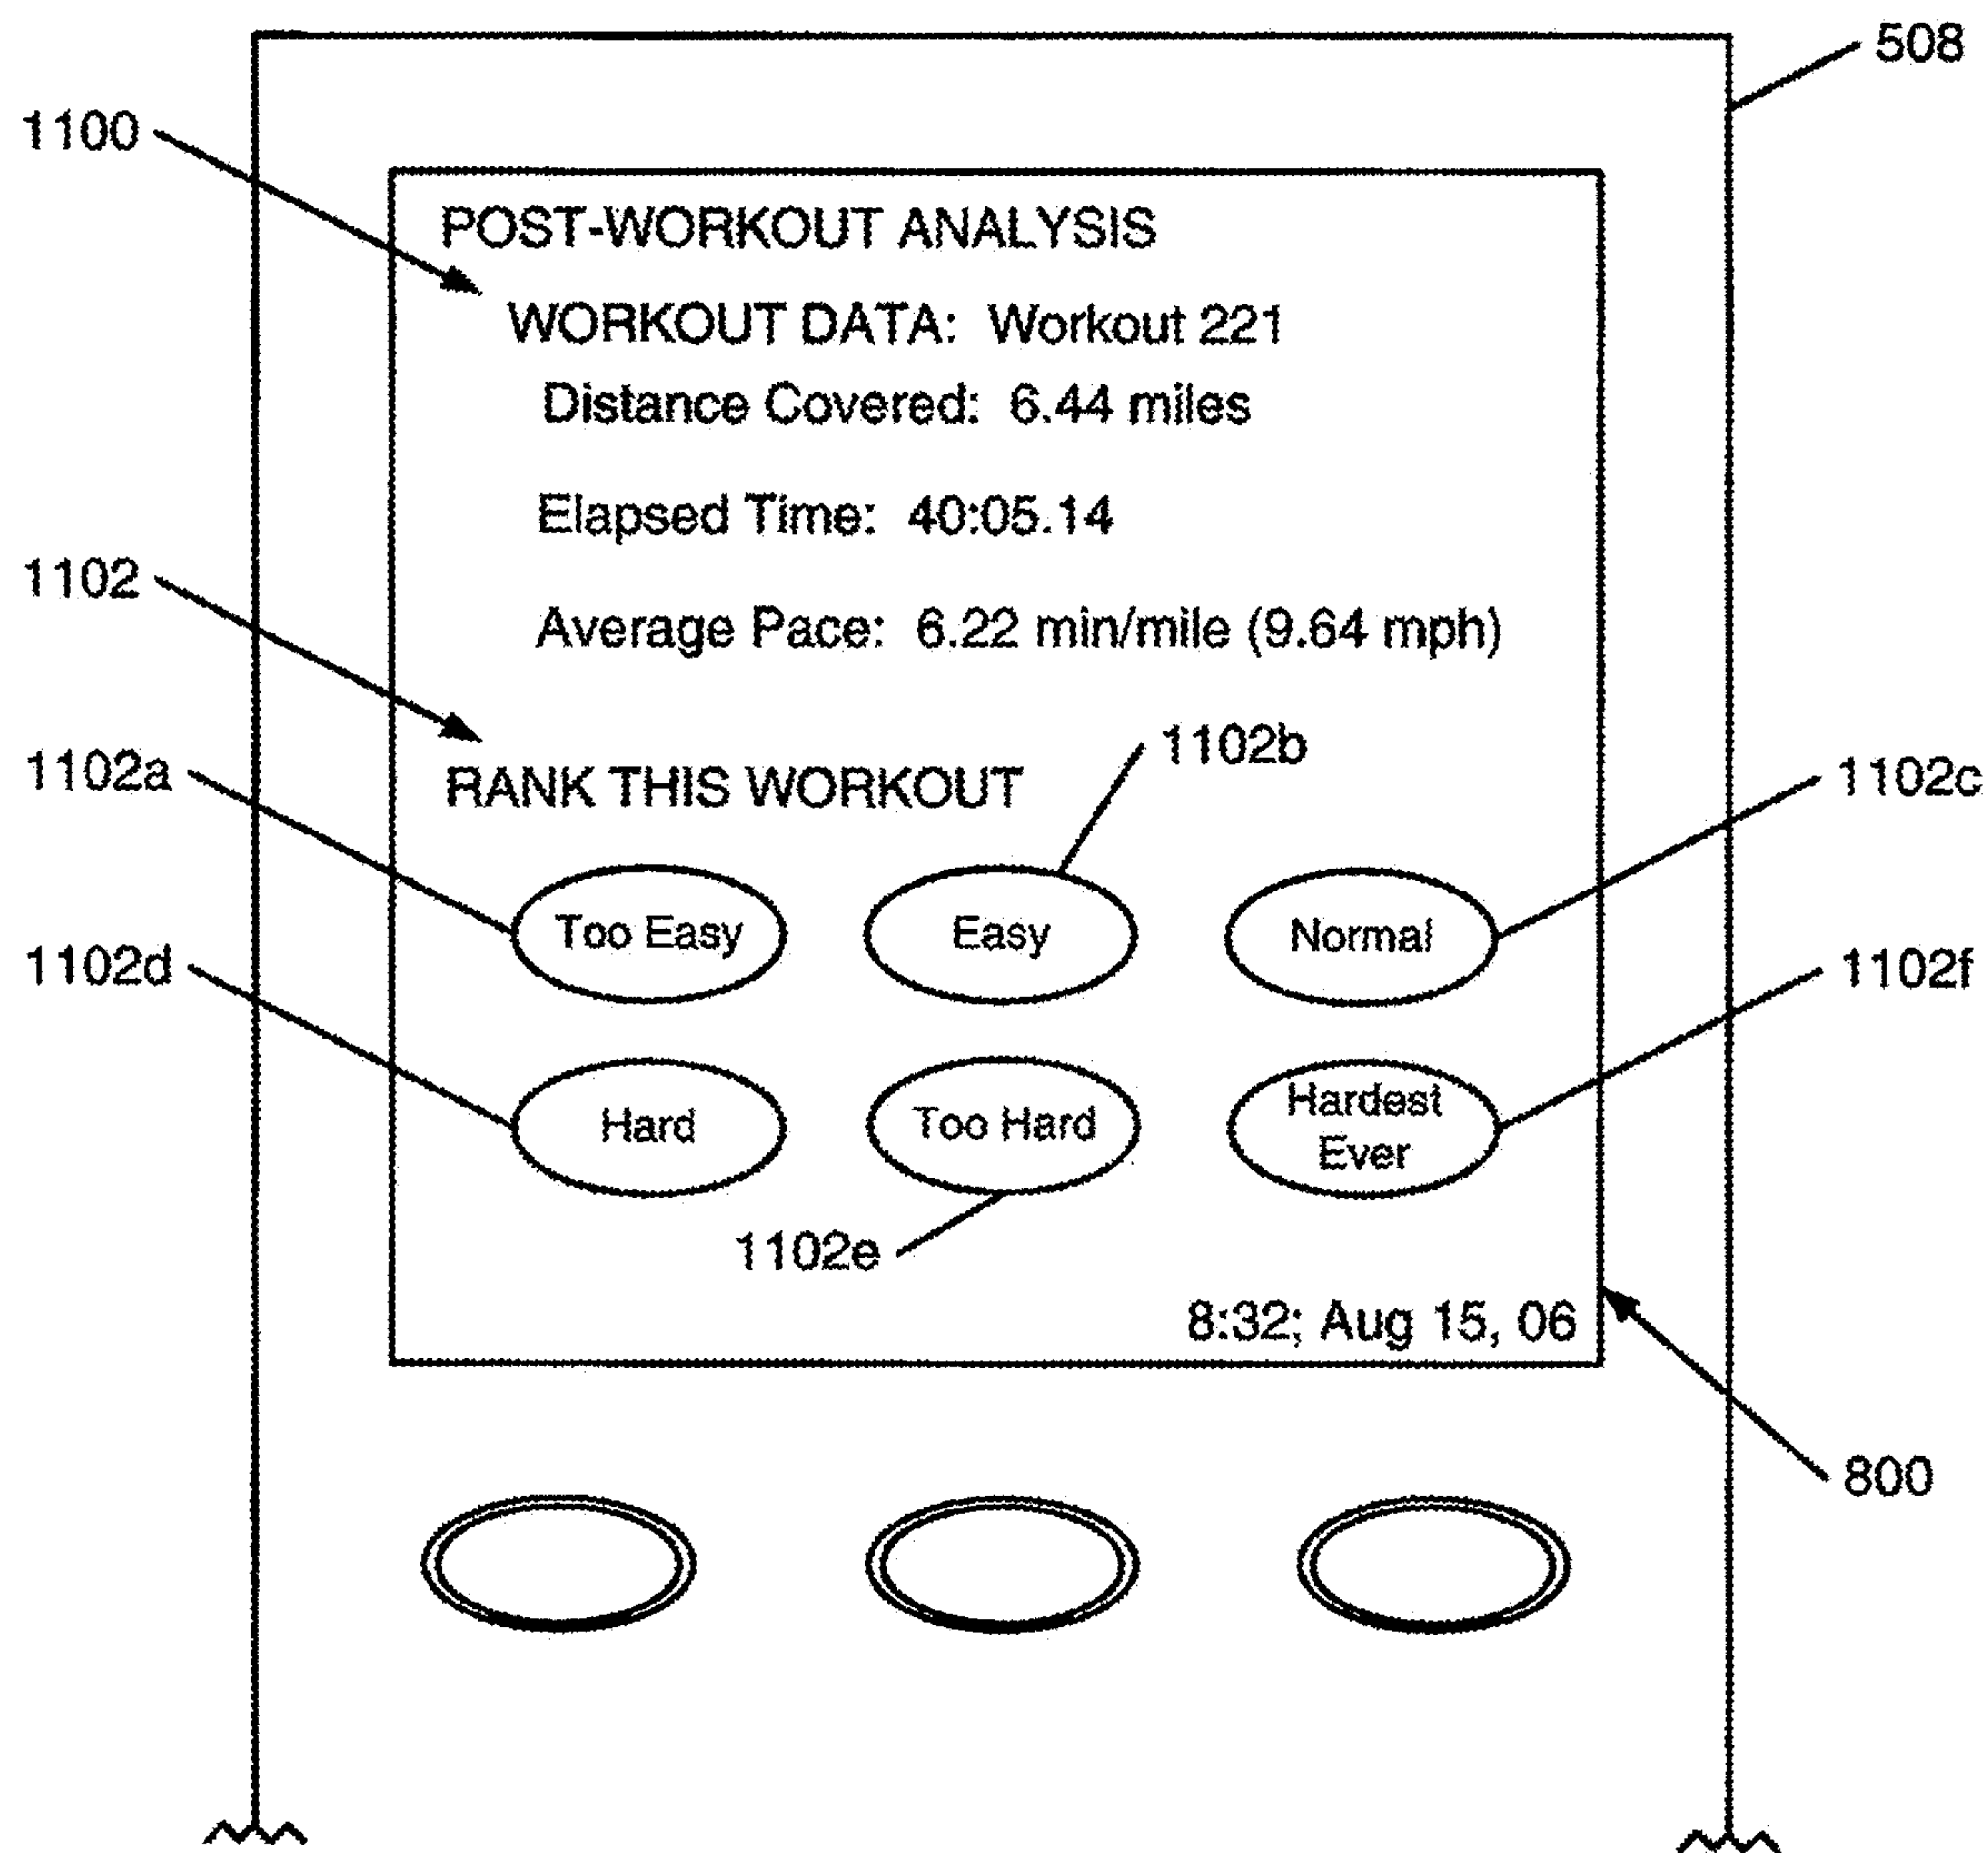 508
1100
POST-WORKOUT ANALYSIS
WORKOUT DATA: Workout 221
Distance Covered: 6.44 miles
Elapsed Time: 40:05.14
1102
Average Pace: 6.22 min/mile (9.64 mph)
1102b
1102a
RANK THIS WORKOUT
1102c
Too Easy
Easy
Normal
1102d
1102f
Hard
Too Hard
Hardest
Ever
1102e
8:32; Aug 15, 06
800